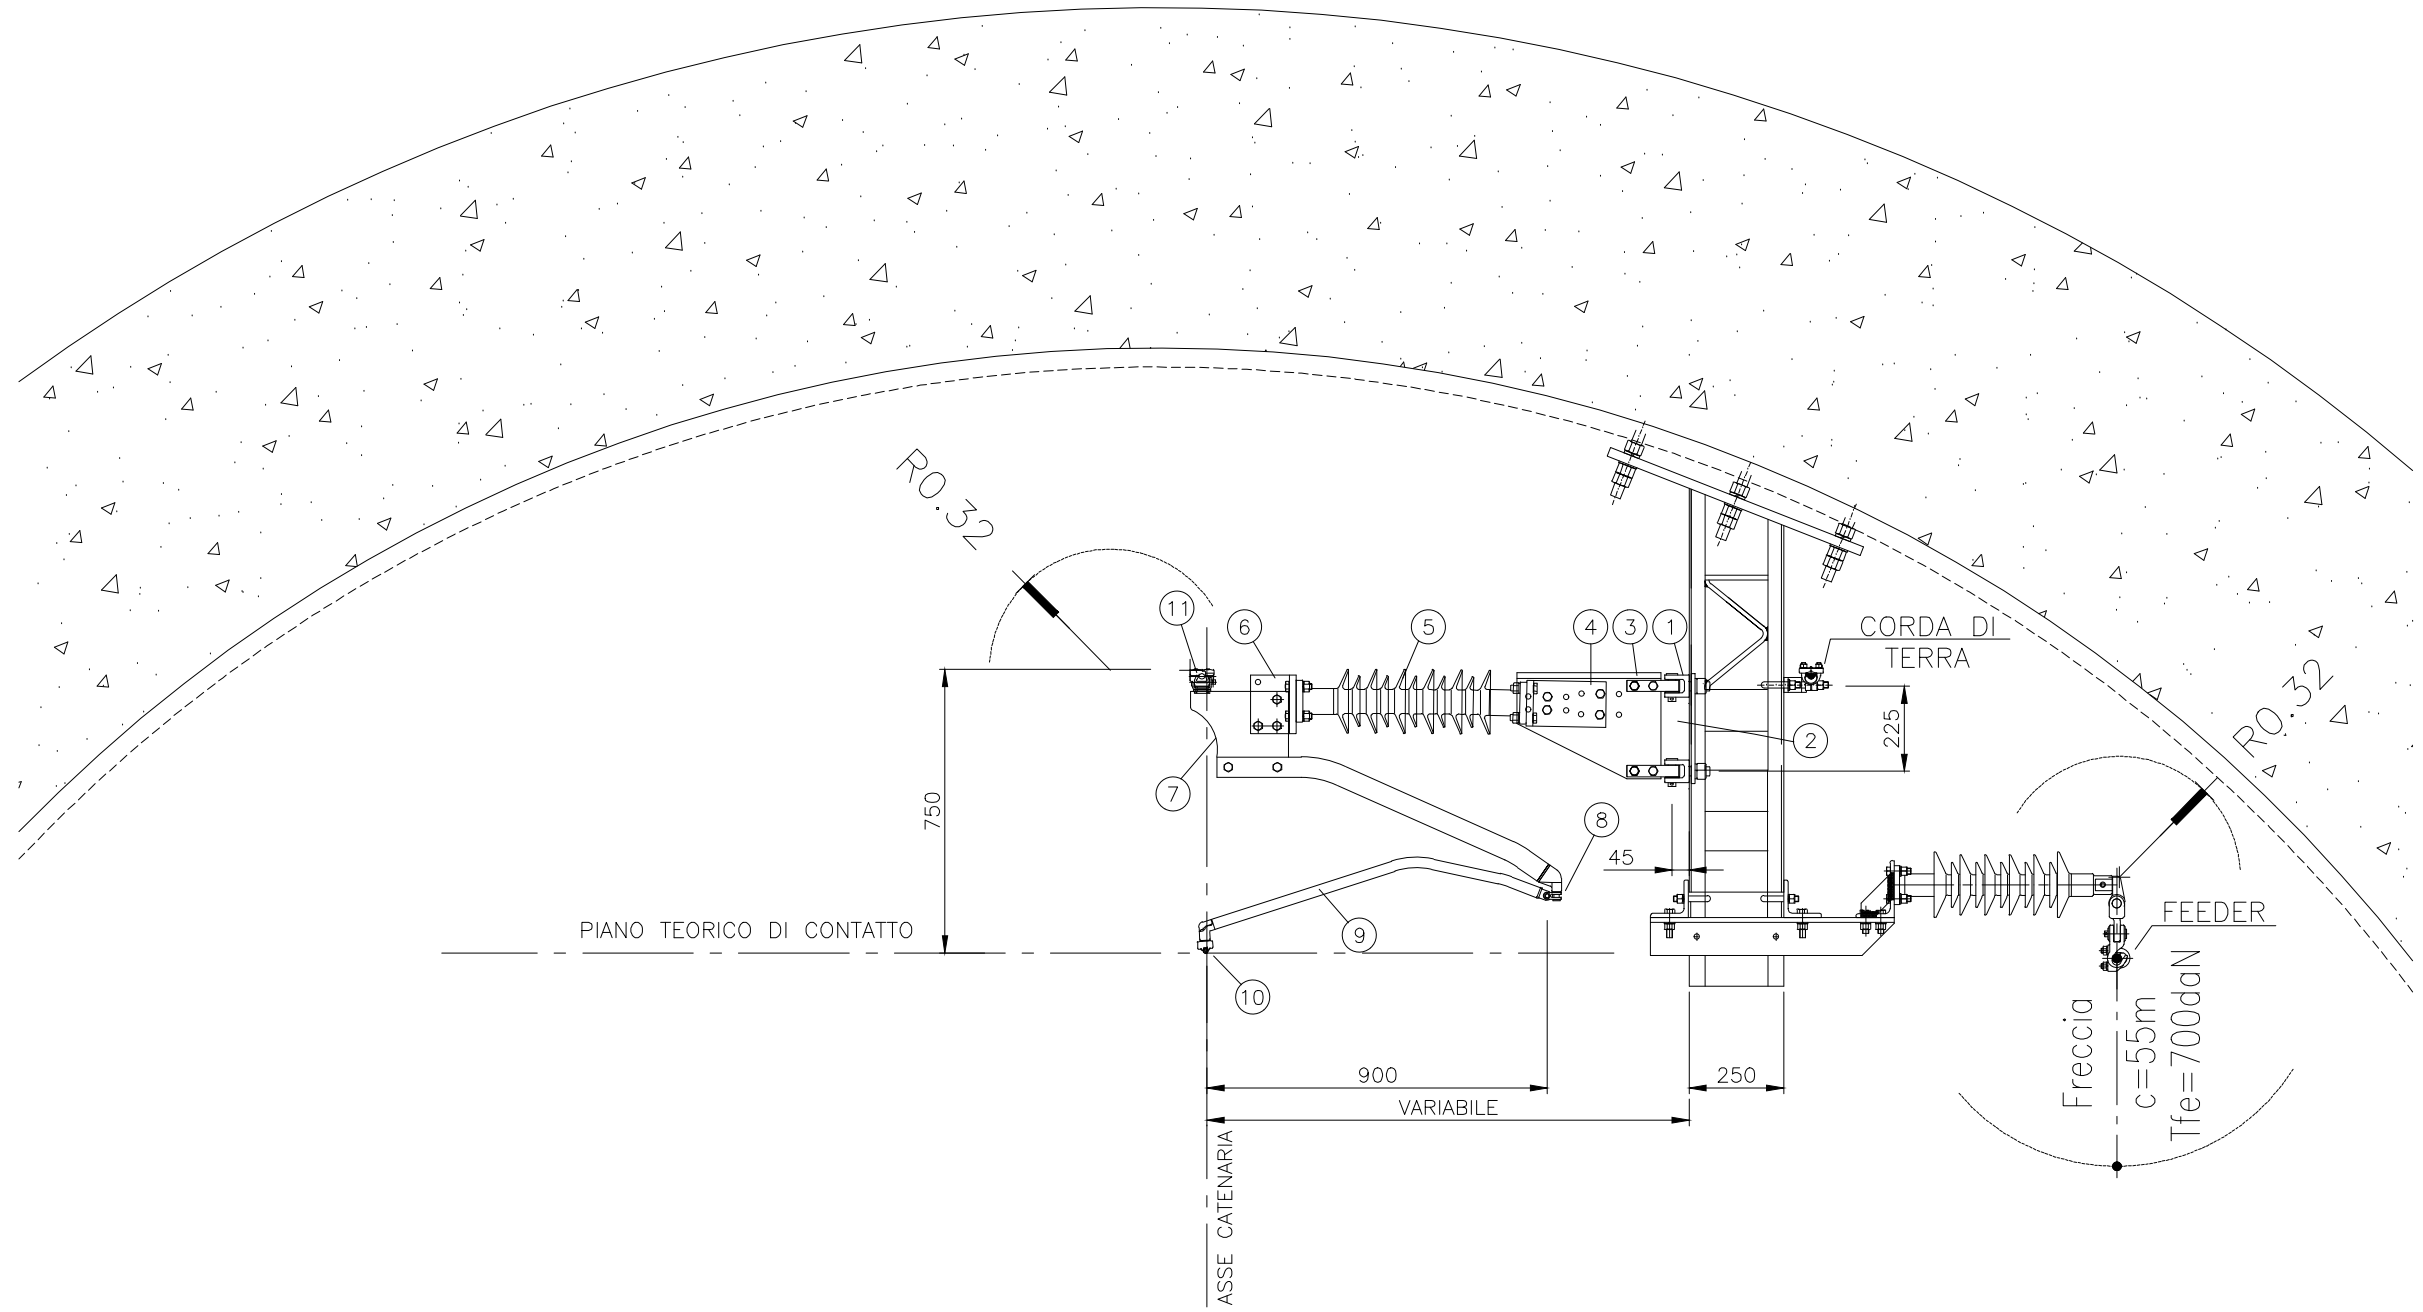 R0.32
11
6
5
4
3
1
CORDA DI
TERRA
R0.32
225
2
7
750
8
45
9
PIANO TEORICO DI CONTATTO
FEEDER
10
Freccia
c=55m
Tfe=700daN
900
250
VARIABILE
ASSE CATENARIA